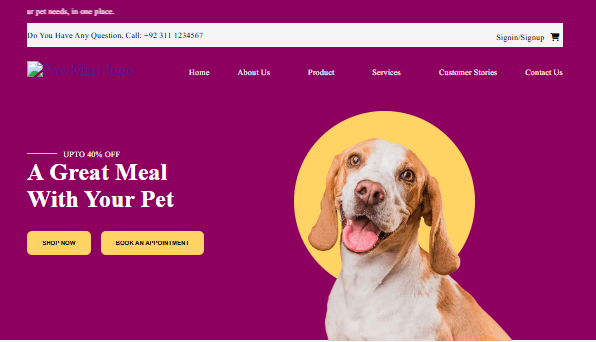 ur pet needs, in one place.
Do You Have Any Question, Call: +92 311 1234567
Signin/Signup
PawMart logo
Home About Us Product Services Customer Stories Contact Us
UPTO 40% OFF
A Great Meal
With Your Pet
SHOP NOW BOOK AN APPOINTMENT